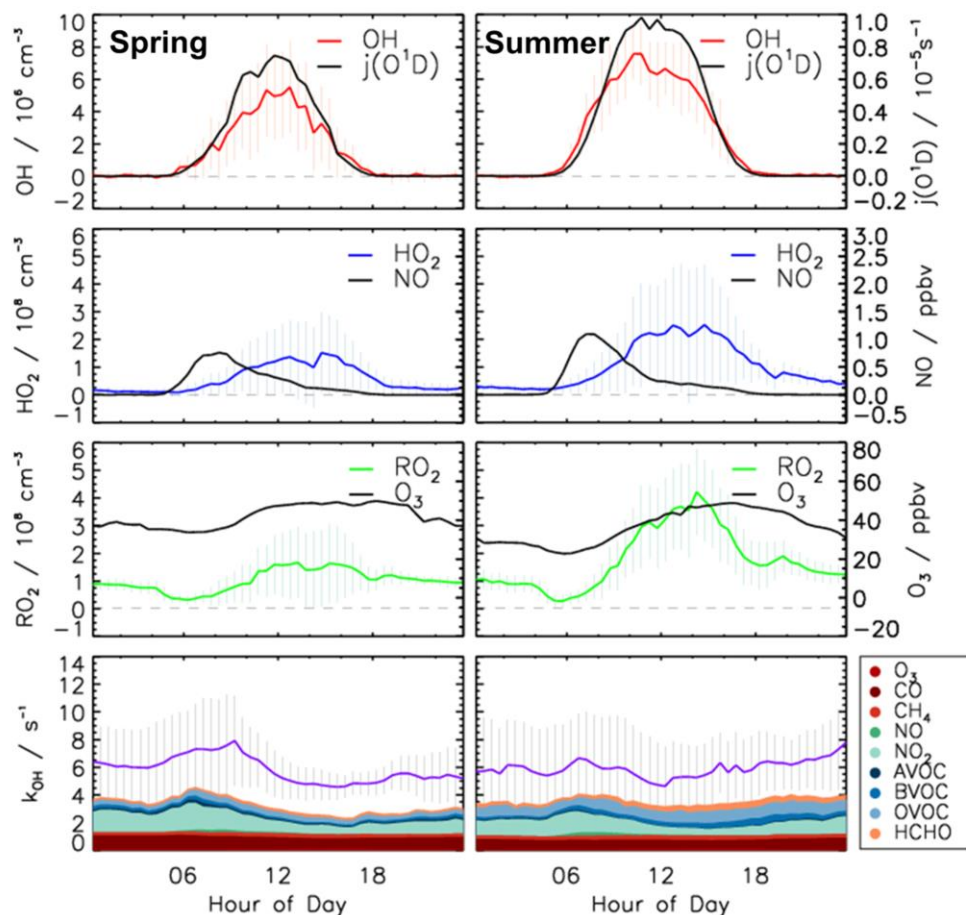 Spring
OH
j(O¹D)
OH / 10⁶ cm⁻³
10
8
6
4
2
0
−2
Summer
OH
j(O¹D)
1.0
0.8
0.6
0.4
0.2
0.0
−0.2
j(O¹D) / 10⁻⁵s⁻¹
HO₂
NO
HO₂ / 10⁸ cm⁻³
6
5
4
3
2
1
0
−1
HO₂
NO
3.0
2.5
2.0
1.5
1.0
0.5
0.0
−0.5
NO / ppbv
RO₂
O₃
RO₂ / 10⁸ cm⁻³
6
5
4
3
2
1
0
−1
RO₂
O₃
80
60
40
20
0
−20
O₃ / ppbv
k_OH / s⁻¹
14
12
10
8
6
4
2
0
O₃
CO
CH₄
NO
NO₂
AVOC
BVOC
OVOC
HCHO
06 12 18
Hour of Day
06 12 18
Hour of Day